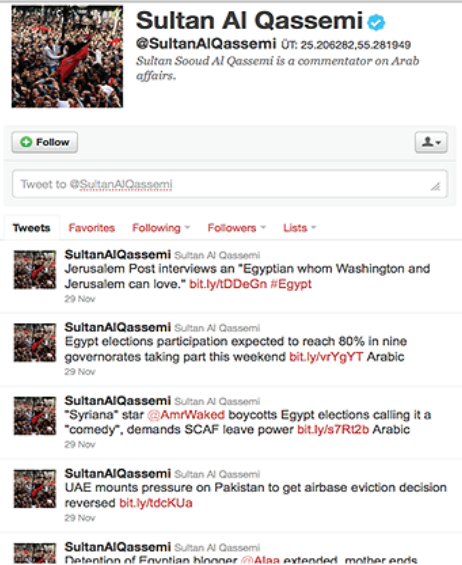 Sultan Al Qassemi
@SultanAlQassemi ÜT: 25.206282,55.281949
Sultan Sooud Al Qassemi is a commentator on Arab
affairs.
Follow
Tweet to @SultanAlQassemi
Tweets Favorites Following Followers Lists
SultanAlQassemi Sultan Al Qassemi
Jerusalem Post interviews an "Egyptian whom Washington and
Jerusalem can love." bit.ly/tDDeGn #Egypt
29 Nov
SultanAlQassemi Sultan Al Qassemi
Egypt elections participation expected to reach 80% in nine
governorates taking part this weekend bit.ly/vrYgYT Arabic
29 Nov
SultanAlQassemi Sultan Al Qassemi
"Syriana" star @AmrWaked boycotts Egypt elections calling it a
"comedy", demands SCAF leave power bit.ly/s7Rt2b Arabic
29 Nov
SultanAlQassemi Sultan Al Qassemi
UAE mounts pressure on Pakistan to get airbase eviction decision
reversed bit.ly/tdcKUa
29 Nov
SultanAlQassemi Sultan Al Qassemi
Detention of Egyptian blogger @Alaa extended, mother ends